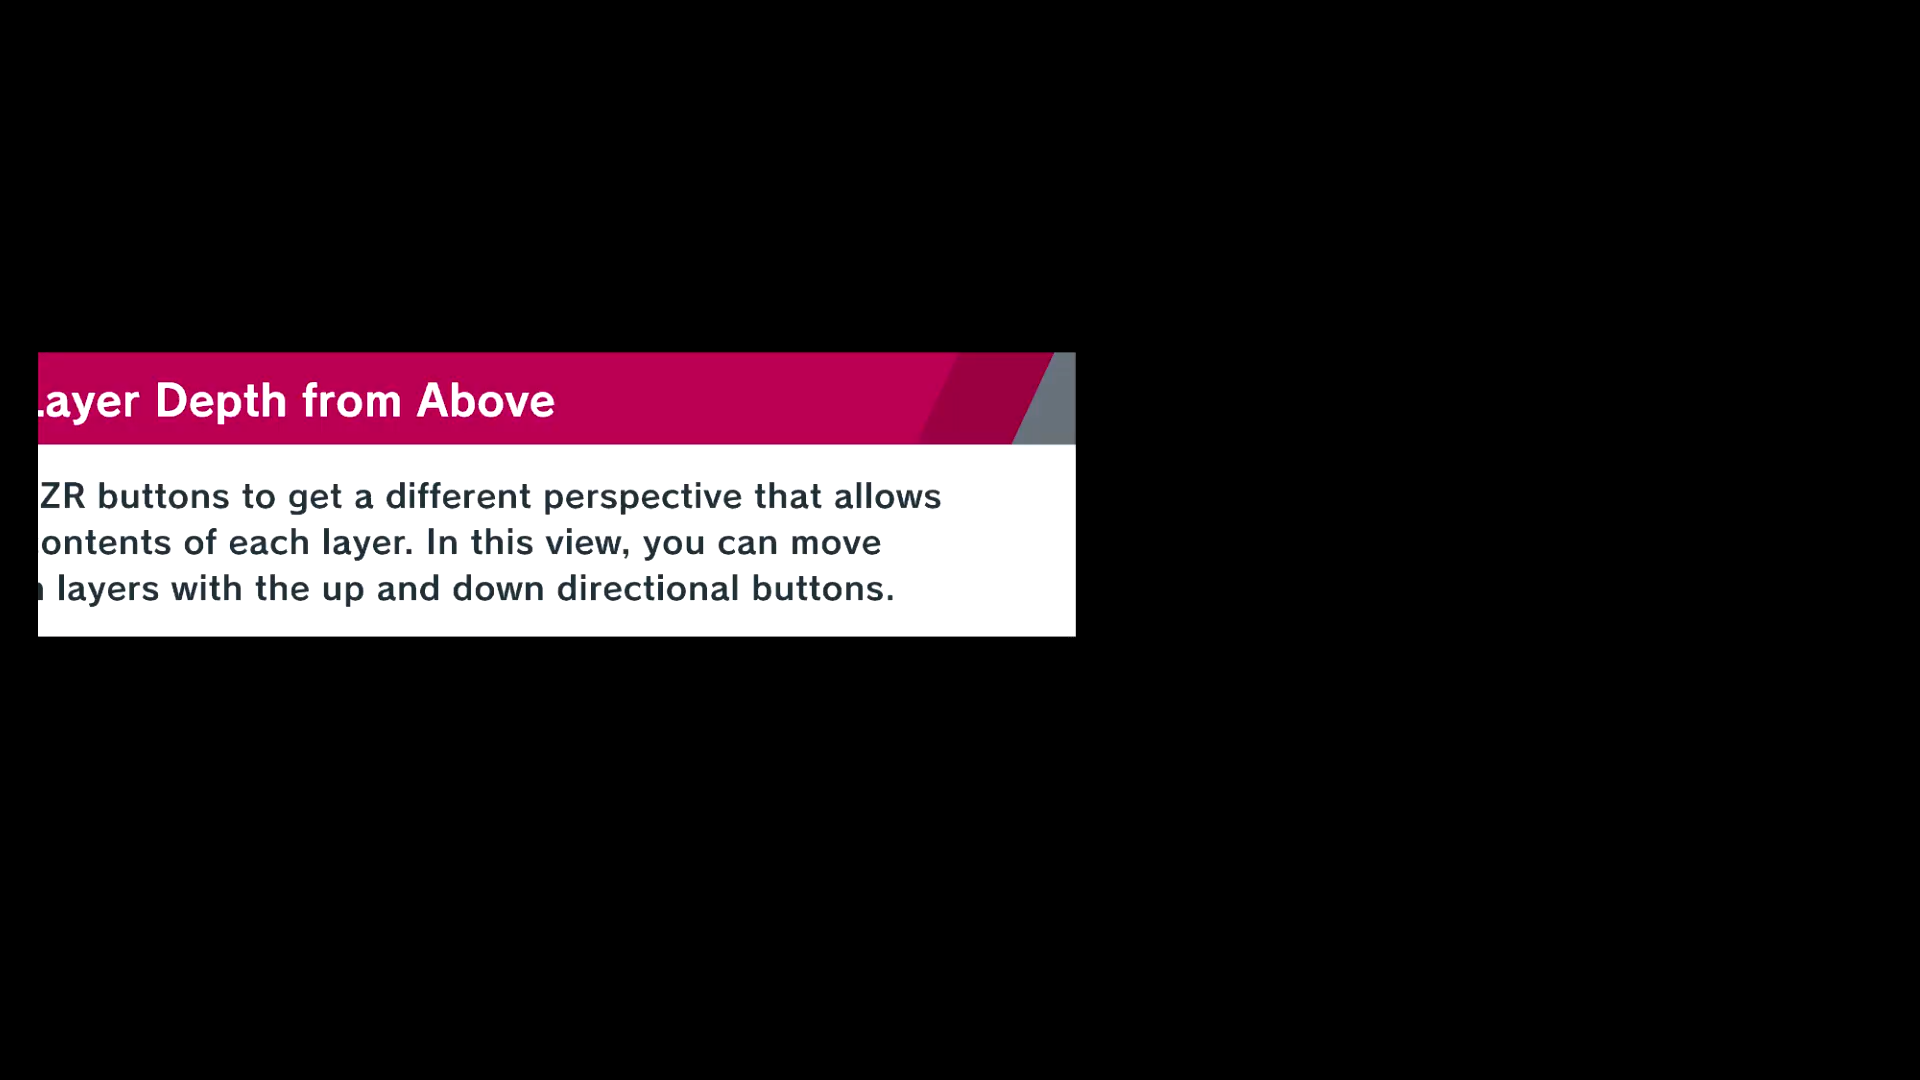 ayer Depth from Above
ZR buttons to get a different perspective that allows
ontents of each layer. In this view, you can move
layers with the up and down directional buttons.